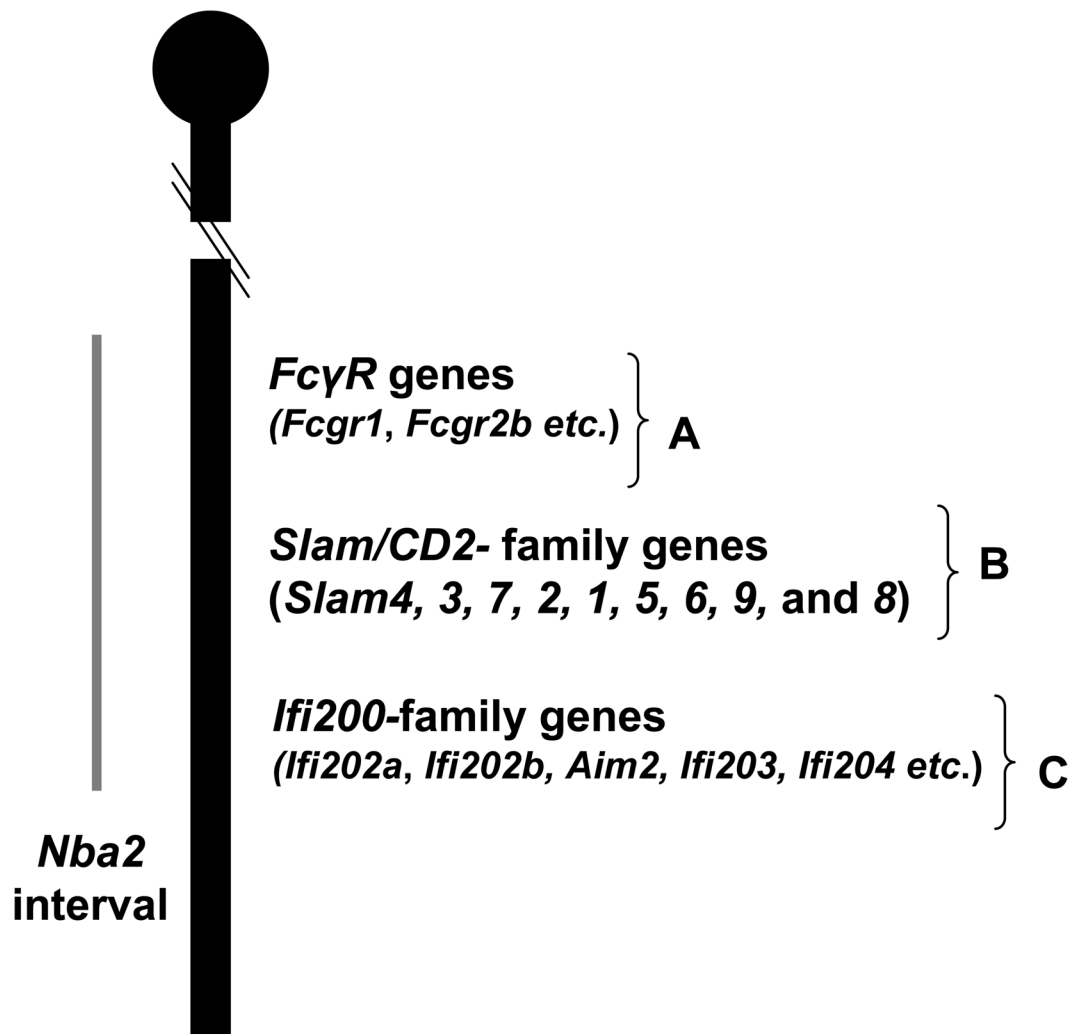 FcγR genes
(Fcgr1, Fcgr2b etc.)
A
Slam/CD2- family genes
(Slam4, 3, 7, 2, 1, 5, 6, 9, and 8)
B
Ifi200-family genes
(Ifi202a, Ifi202b, Aim2, Ifi203, Ifi204 etc.)
C
Nba2
interval